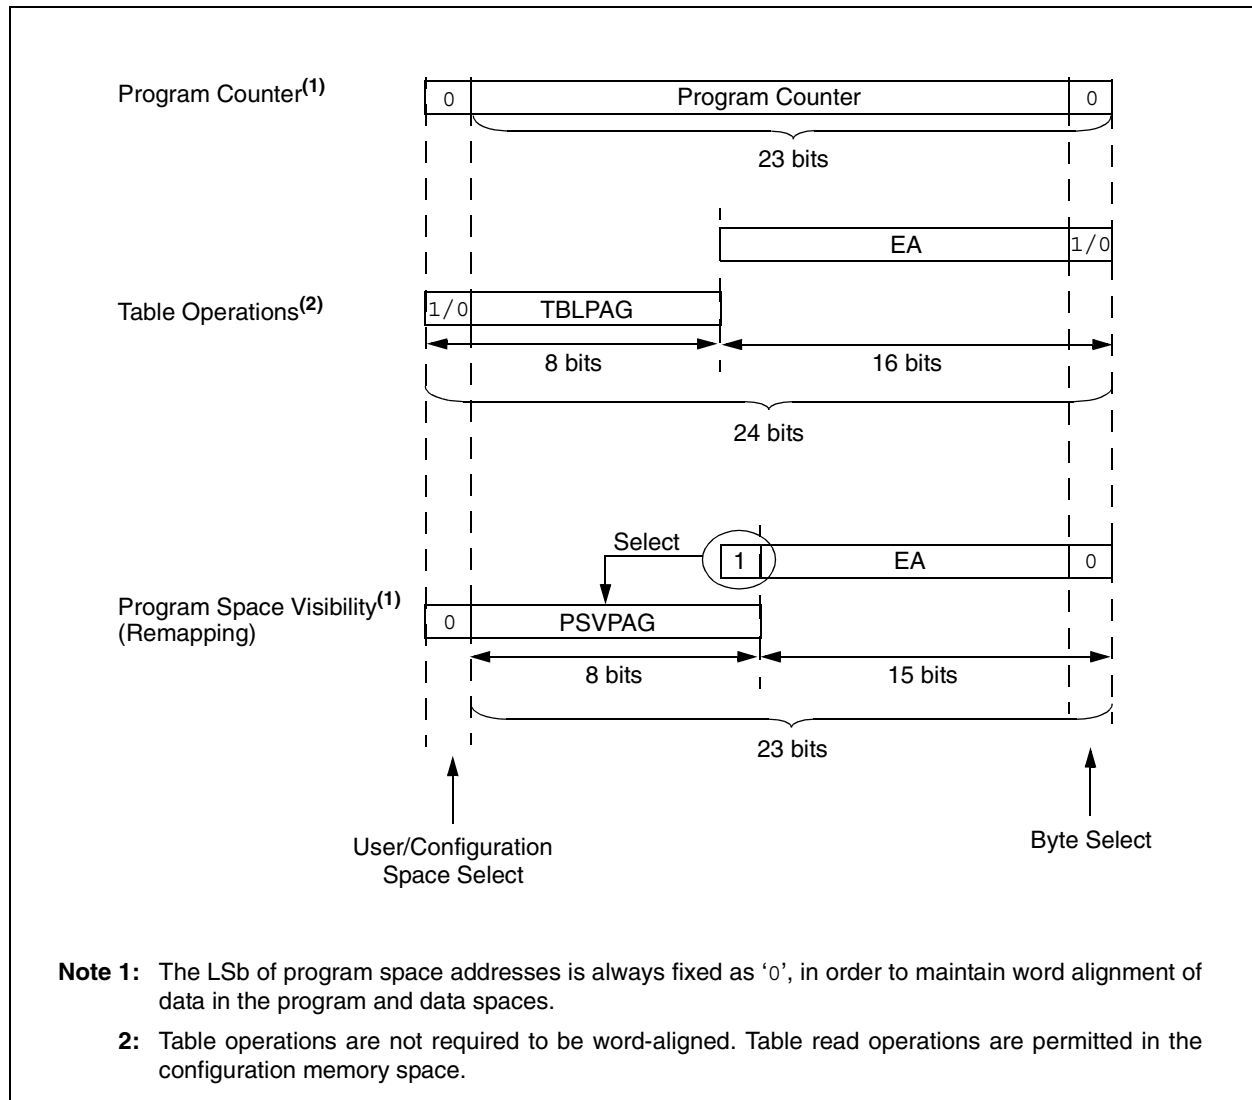 Program Counter(1)
0
Program Counter
0
23 bits
EA
1/0
Table Operations(2)
1/0
TBLPAG
8 bits
16 bits
24 bits
Select
1
EA
0
Program Space Visibility(1)
(Remapping)
0
PSVPAG
8 bits
15 bits
23 bits
User/Configuration
Space Select
Byte Select
Note 1: The LSb of program space addresses is always fixed as ‘0’, in order to maintain word alignment of
data in the program and data spaces.
2: Table operations are not required to be word-aligned. Table read operations are permitted in the
configuration memory space.